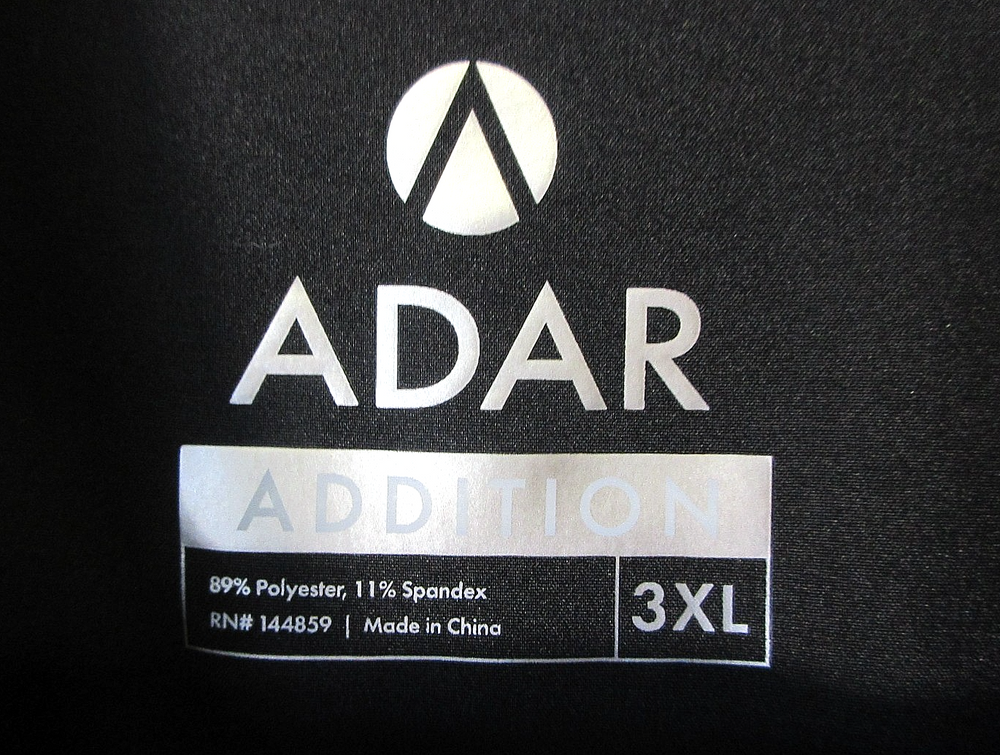 ADAR
ADDITION
89% Polyester, 11% Spandex
RN# 144859 | Made in China
3XL